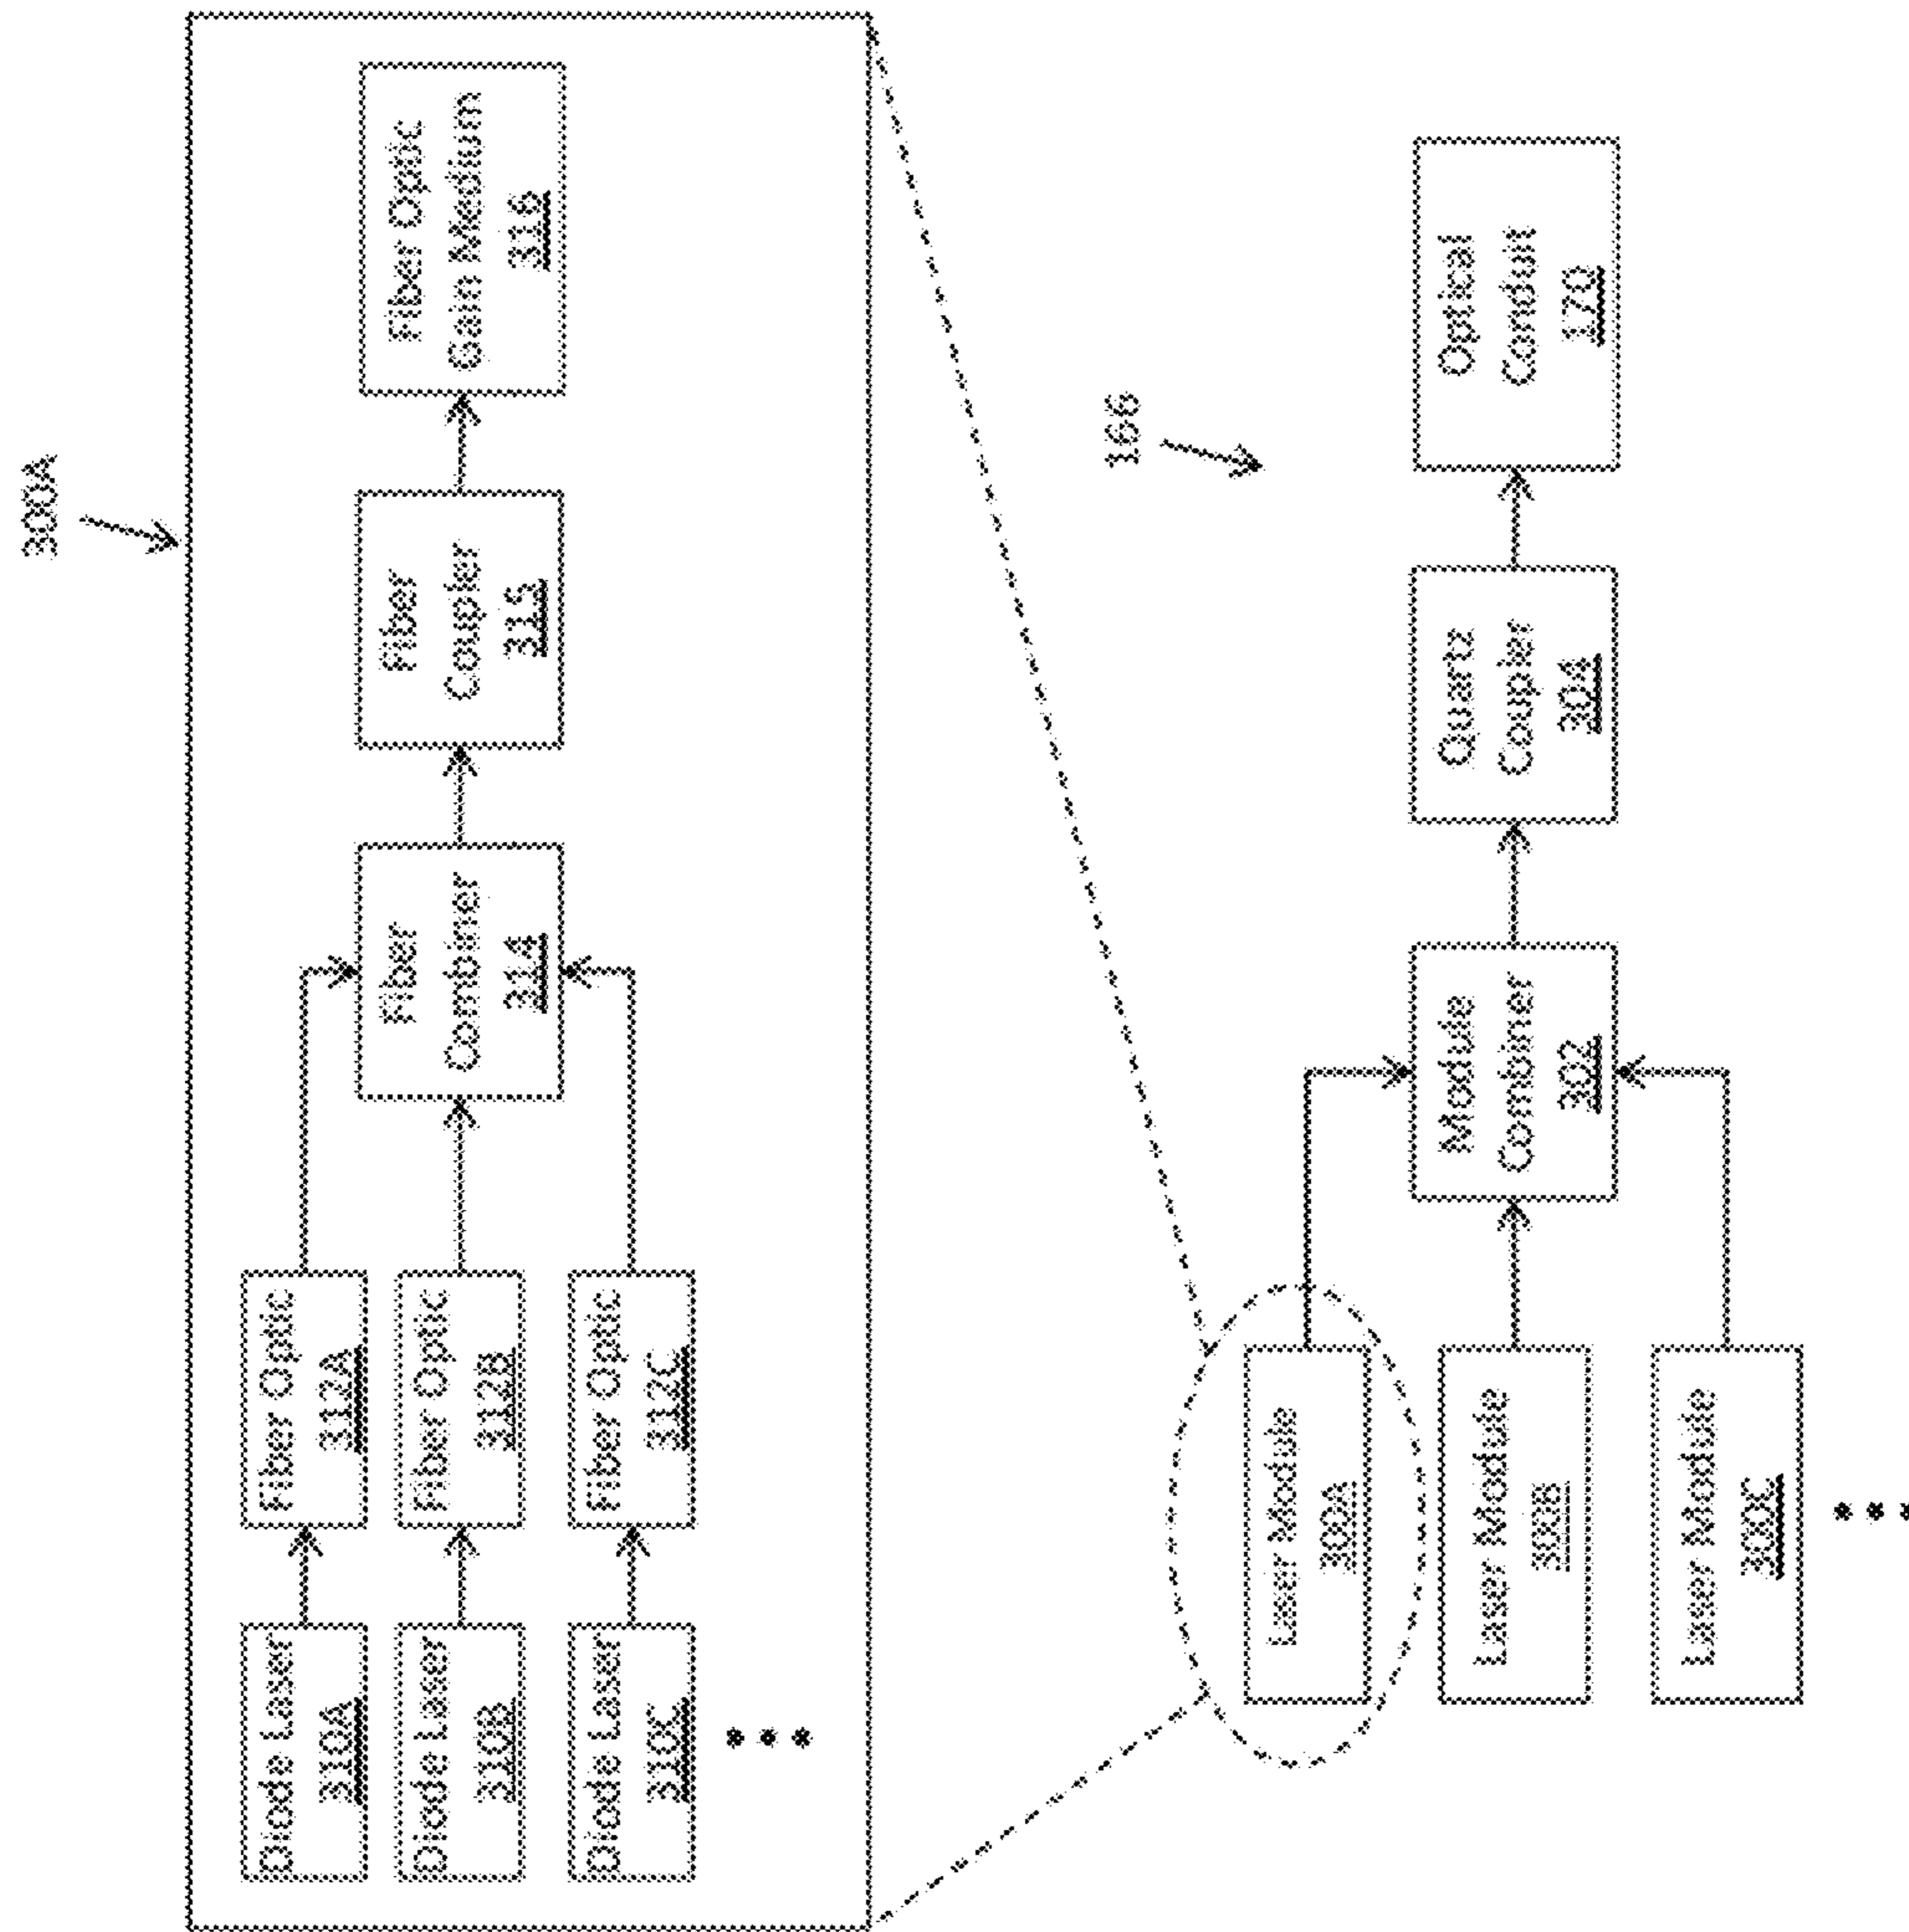 300A
Diode Laser
310A
Fiber Optic
312A
Diode Laser
310B
Fiber Optic
312B
Diode Laser
310C
Fiber Optic
312C
Fiber
Combiner
314
Fiber
Coupler
315
Fiber Optic
Gain Medium
316
166
Laser Module
300A
Laser Module
300B
Laser Module
300C
Module
Combiner
302
Quartz
Coupler
304
Optical
Conduit
170